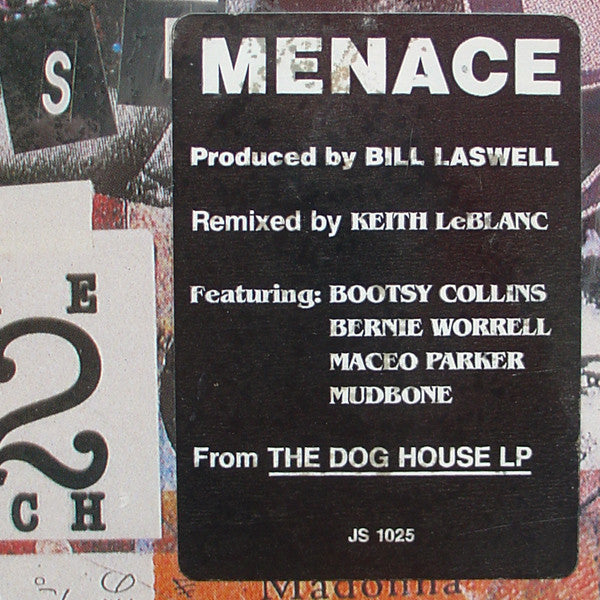 S
MENACE
Produced by BILL LASWELL
Remixed by KEITH LeBLANC
Featuring: BOOTSY COLLINS
BERNIE WORRELL
MACEO PARKER
MUDBONE
From THE DOG HOUSE LP
JS 1025
E
2
CH
Madonna